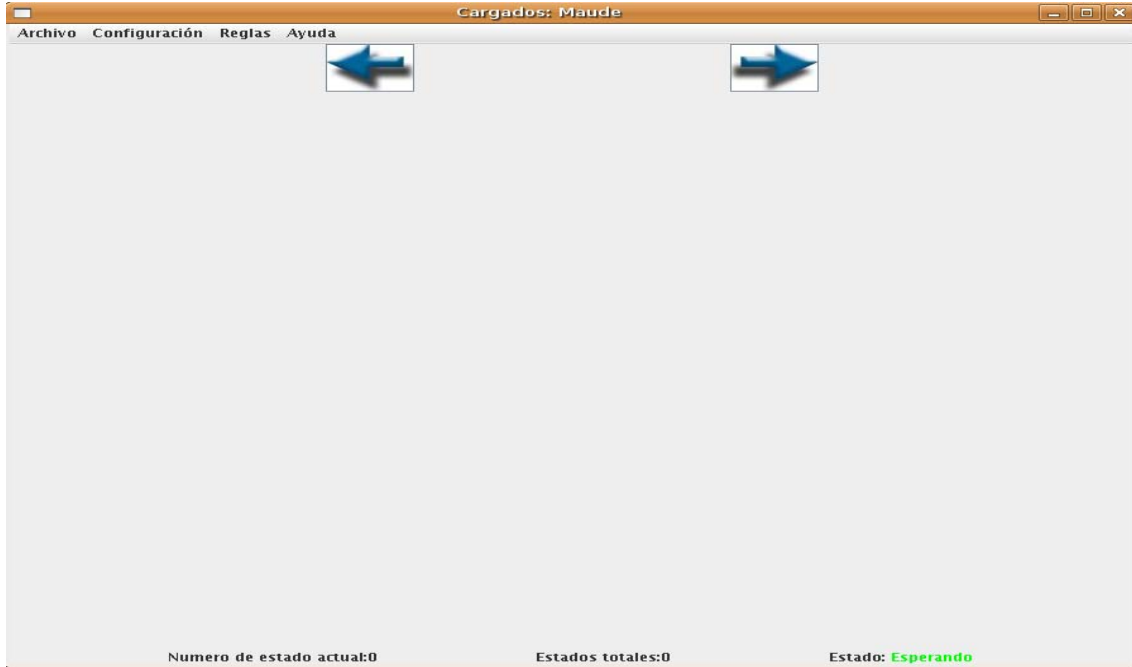 Cargados: Maude
Archivo Configuración Reglas Ayuda
Numero de estado actual:0 Estados totales:0 Estado: Esperando